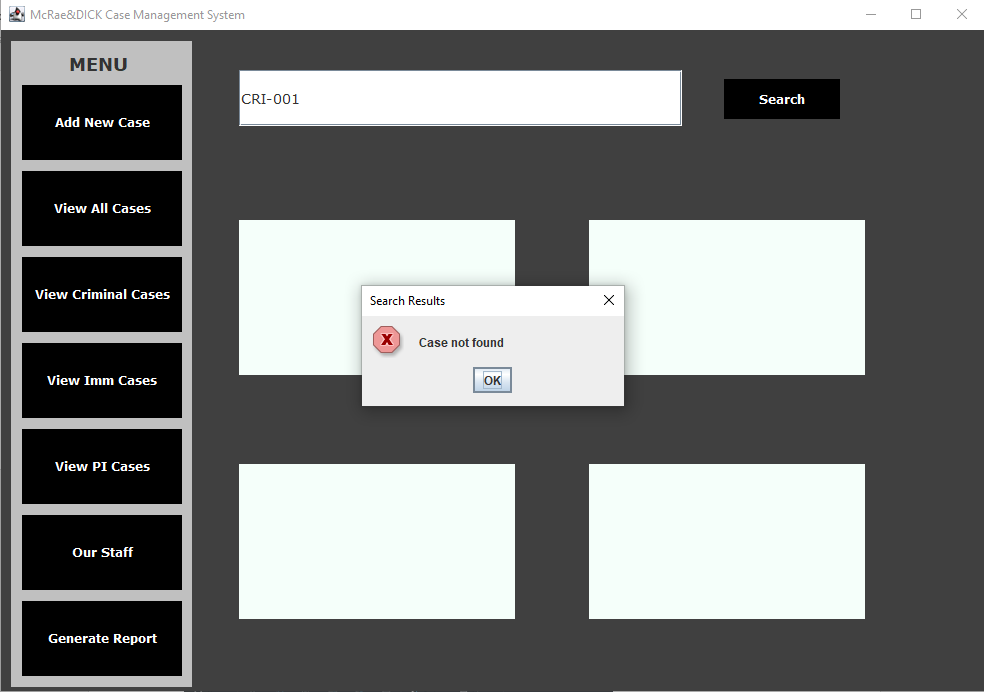 McRae&DICK Case Management System
MENU
Add New Case
View All Cases
View Criminal Cases
View Imm Cases
View PI Cases
Our Staff
Generate Report
CRI-001
Search
Search Results
X
Case not found
OK